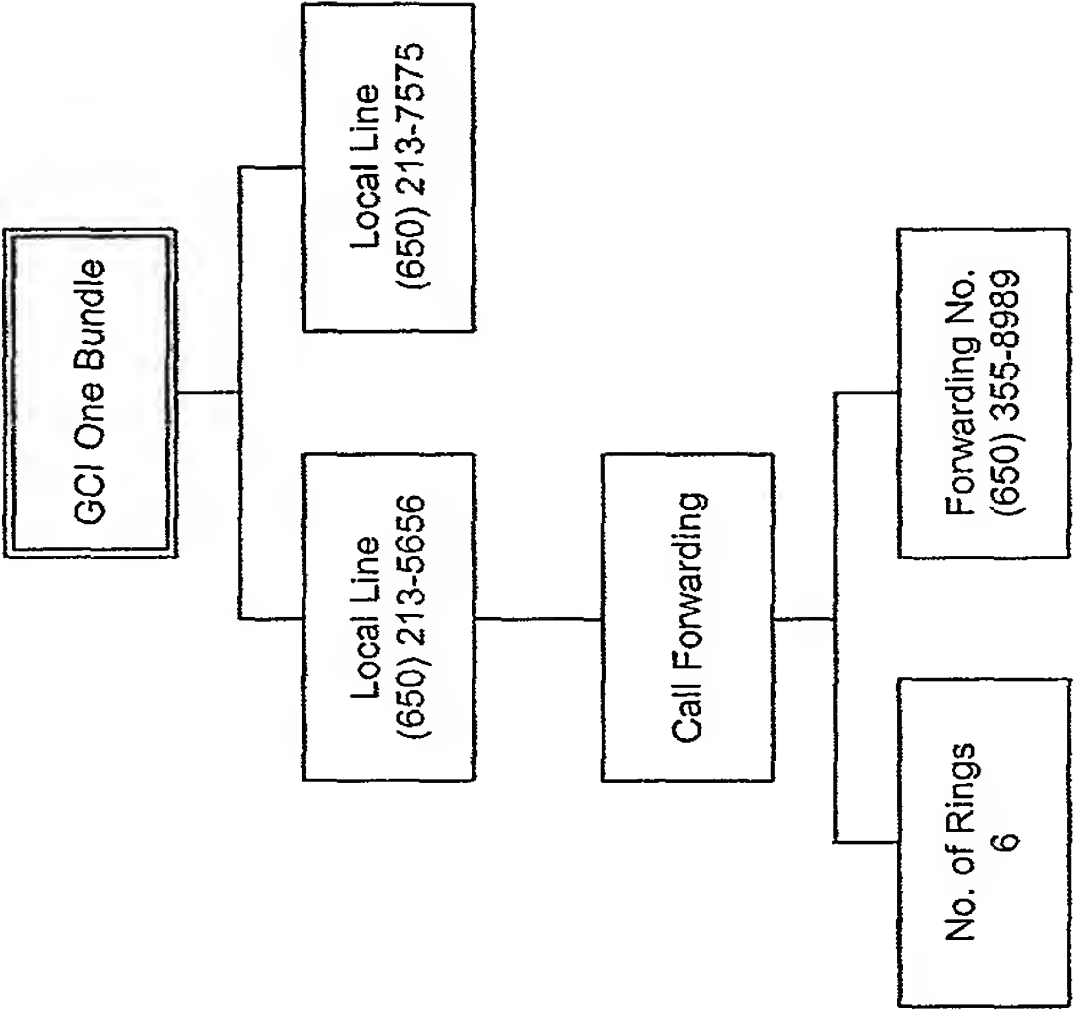 GCI One Bundle
Local Line
(650) 213-5656
Local Line
(650) 213-7575
Call Forwarding
No. of Rings
6
Forwarding No.
(650) 355-8989